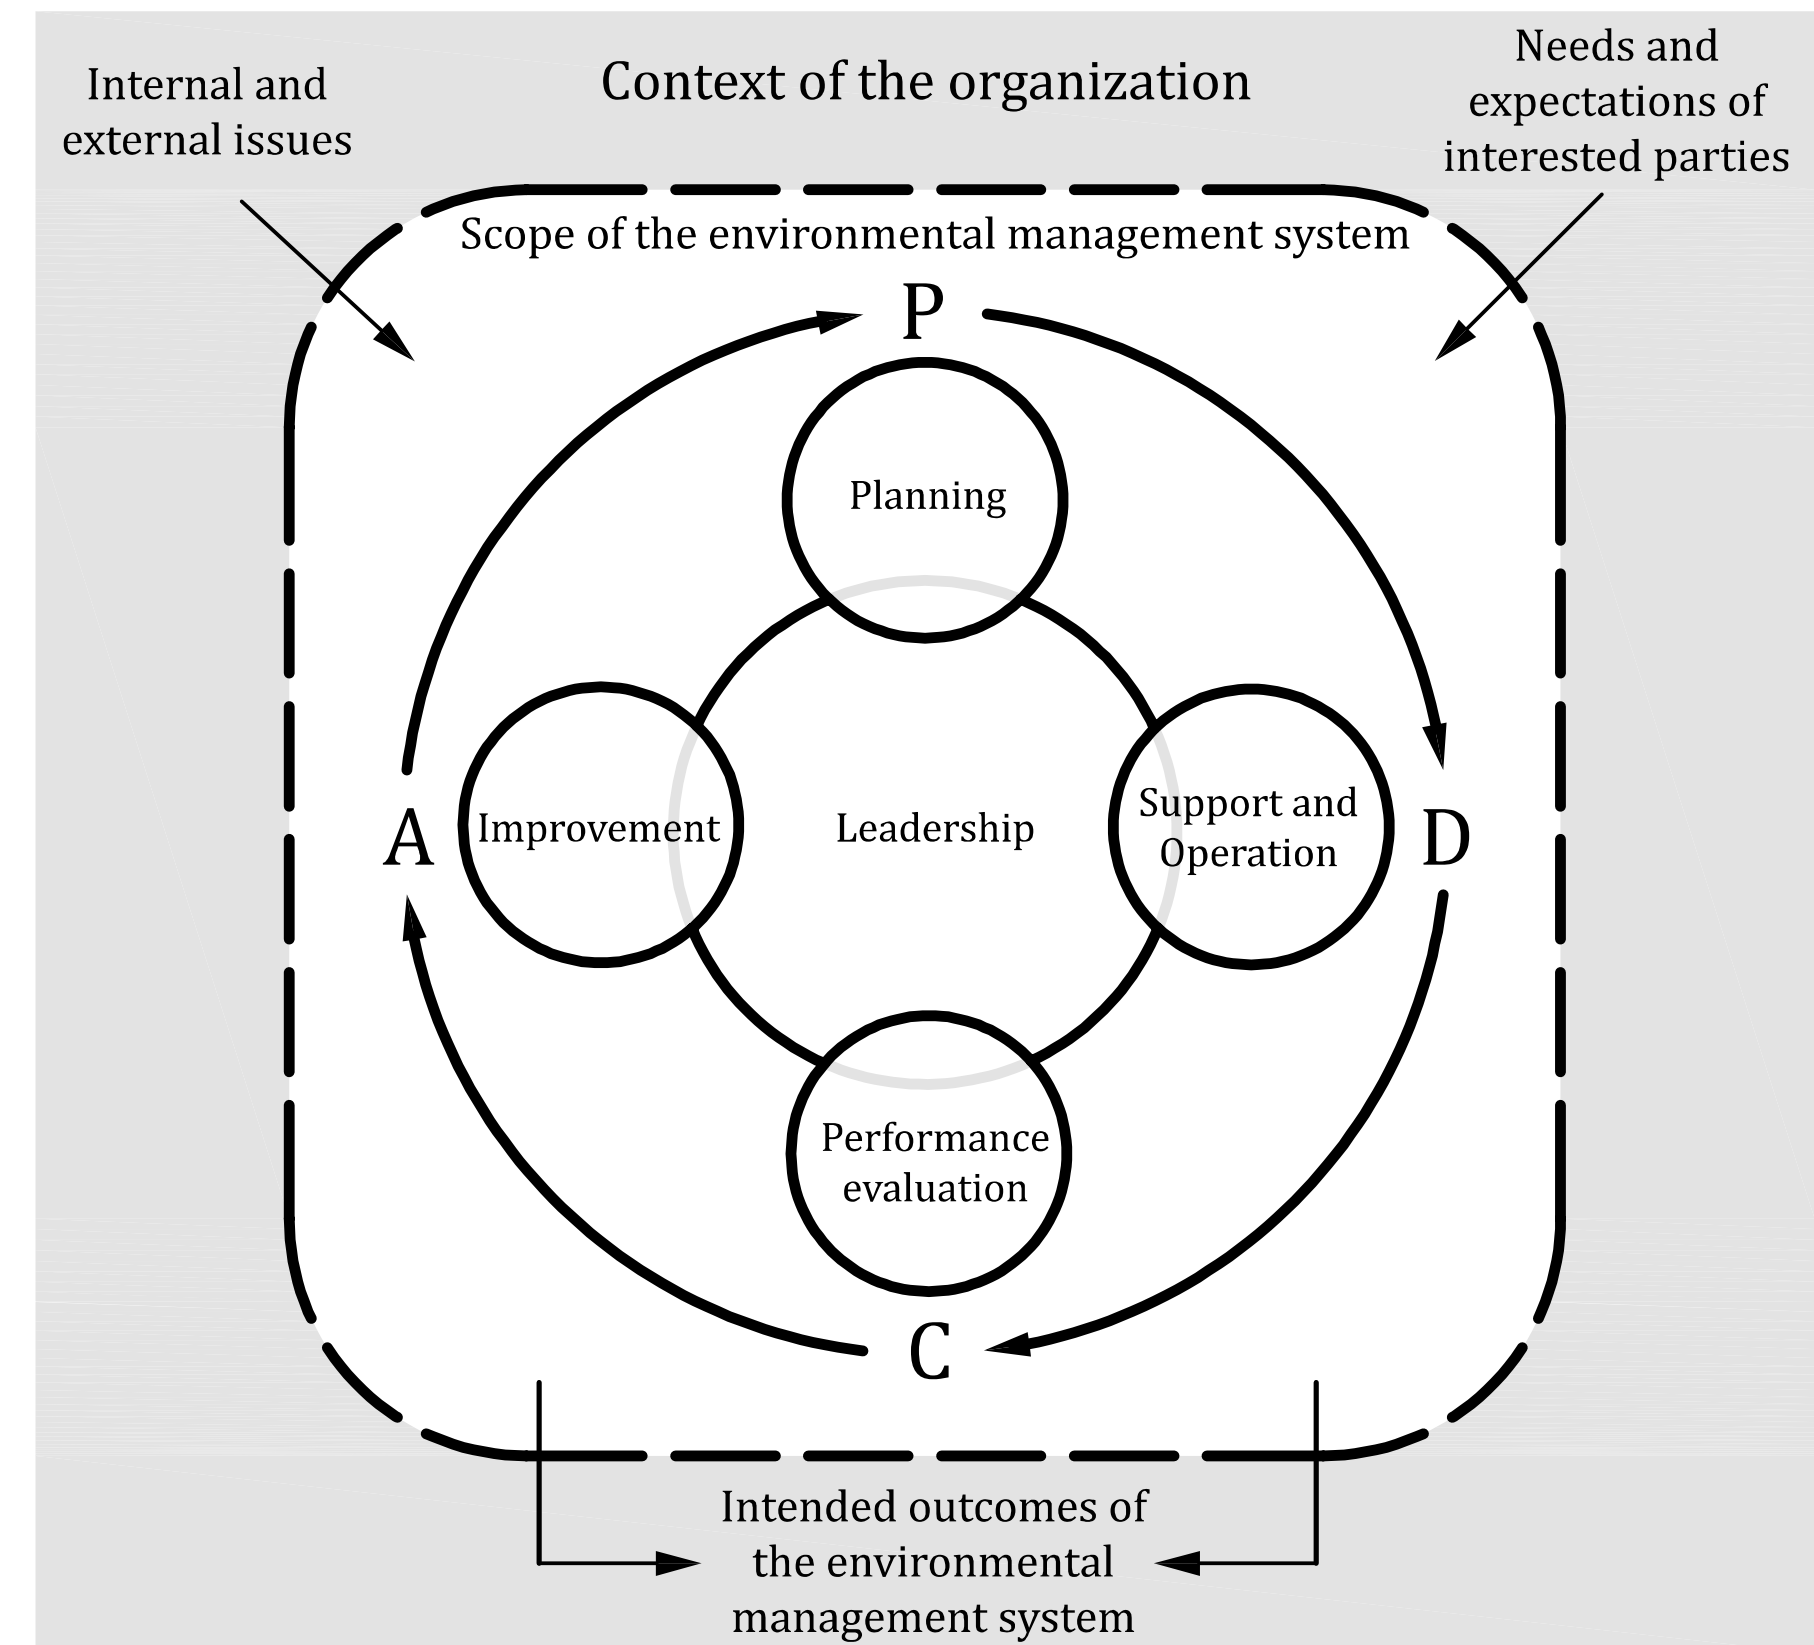 Internal and
external issues
Context of the organization
Needs and
expectations of
interested parties
Scope of the environmental management system
P
Planning
A
Improvement
Leadership
Support and
Operation
D
Performance
evaluation
C
Intended outcomes of
the environmental
management system